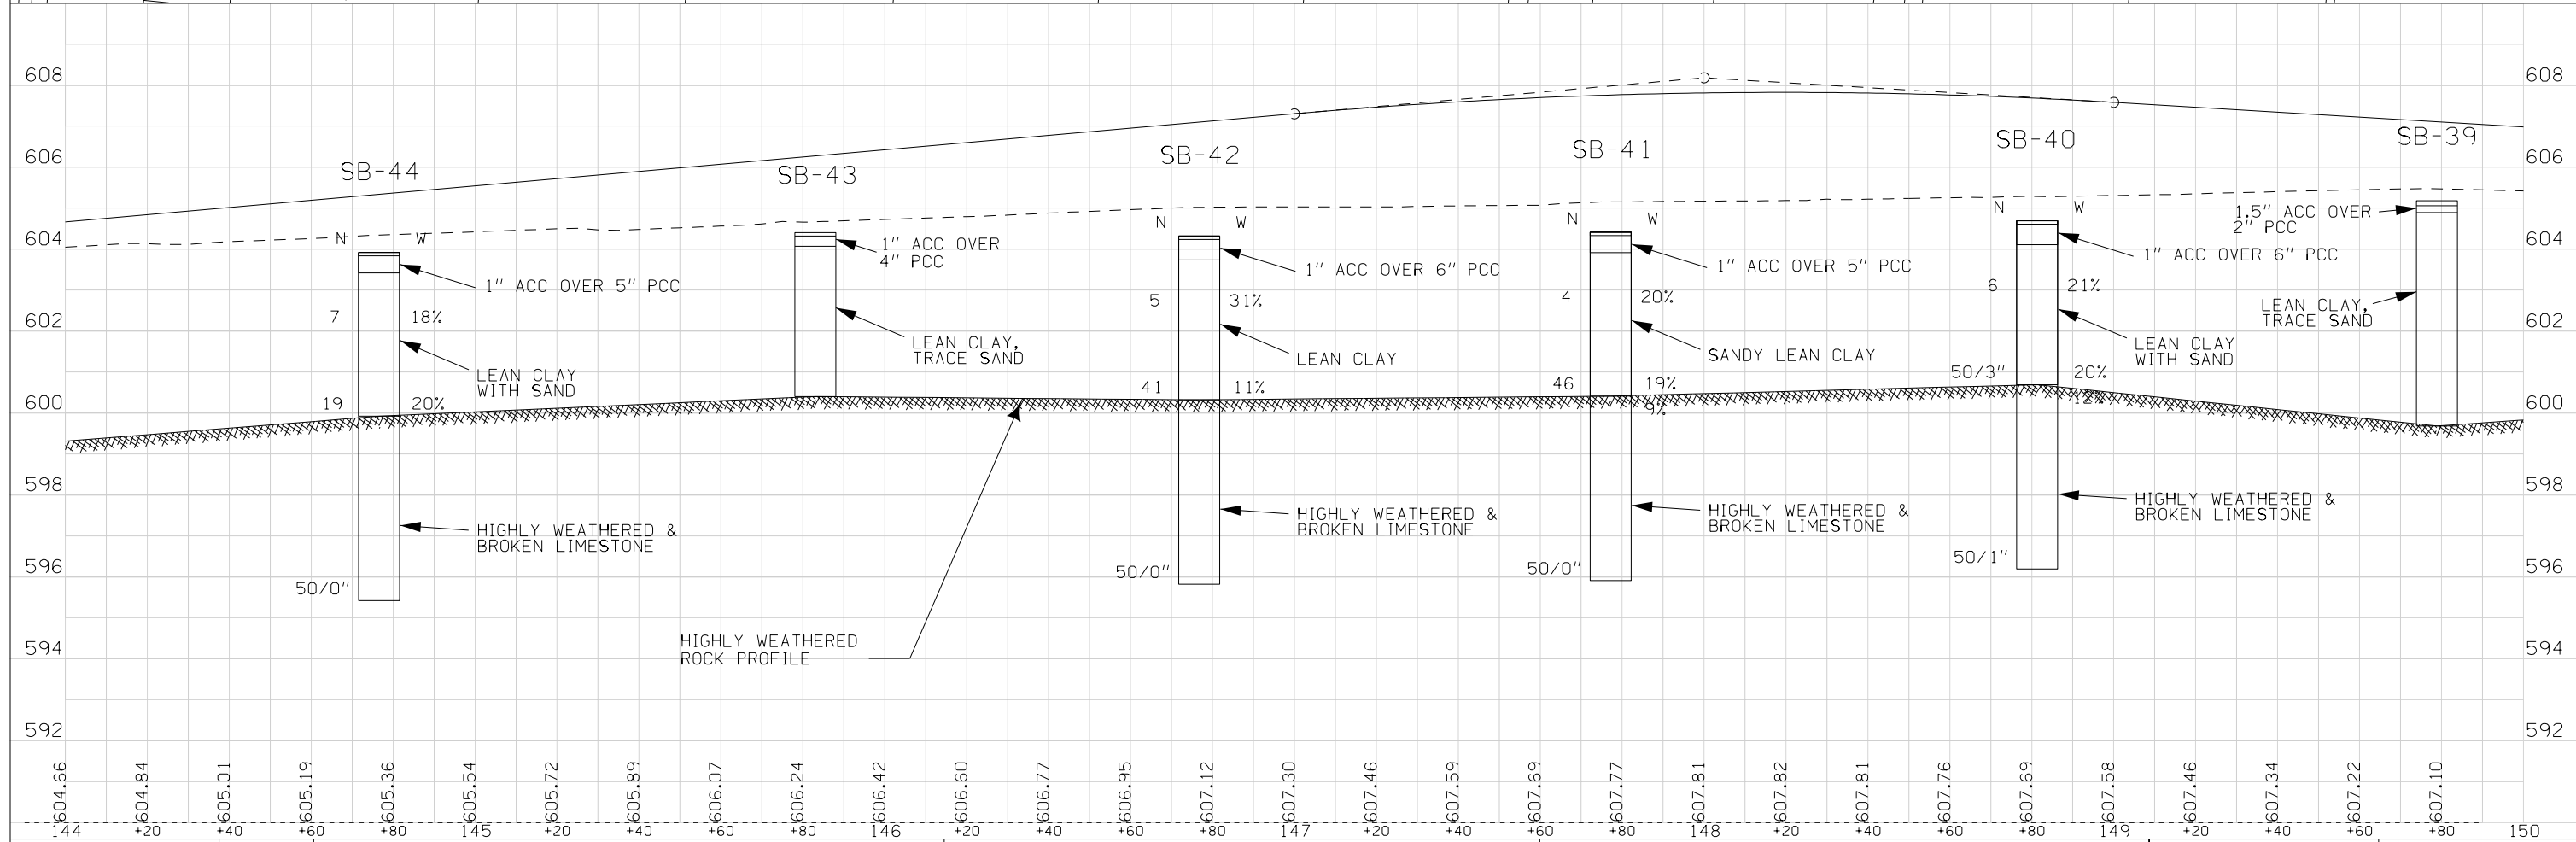 608
608
606
606
604
604
602
602
600
600
598
598
596
596
594
594
592
592
SB-44
N
W
1" ACC OVER 5" PCC
7
18%
LEAN CLAY
WITH SAND
19
20%
HIGHLY WEATHERED &
BROKEN LIMESTONE
50/0"
SB-43
1" ACC OVER
4" PCC
LEAN CLAY,
TRACE SAND
HIGHLY WEATHERED
ROCK PROFILE
SB-42
N
W
1" ACC OVER 6" PCC
5
31%
LEAN CLAY
41
11%
HIGHLY WEATHERED &
BROKEN LIMESTONE
50/0"
SB-41
N
W
1" ACC OVER 5" PCC
4
20%
SANDY LEAN CLAY
46
19%
9%
HIGHLY WEATHERED &
BROKEN LIMESTONE
50/0"
SB-40
N
W
1" ACC OVER 6" PCC
6
21%
LEAN CLAY
WITH SAND
50/3"
20%
12%
HIGHLY WEATHERED &
BROKEN LIMESTONE
50/1"
SB-39
1.5" ACC OVER
2" PCC
LEAN CLAY,
TRACE SAND
604.66
604.84
605.01
605.19
605.36
605.54
605.72
605.89
606.07
606.24
606.42
606.60
606.77
606.95
607.12
607.30
607.46
607.59
607.69
607.77
607.81
607.82
607.81
607.76
607.69
607.58
607.46
607.34
607.22
607.10
144 +20 +40 +60 +80 145 +20 +40 +60 +80 146 +20 +40 +60 +80 147 +20 +40 +60 +80 148 +20 +40 +60 +80 149 +20 +40 +60 +80 150